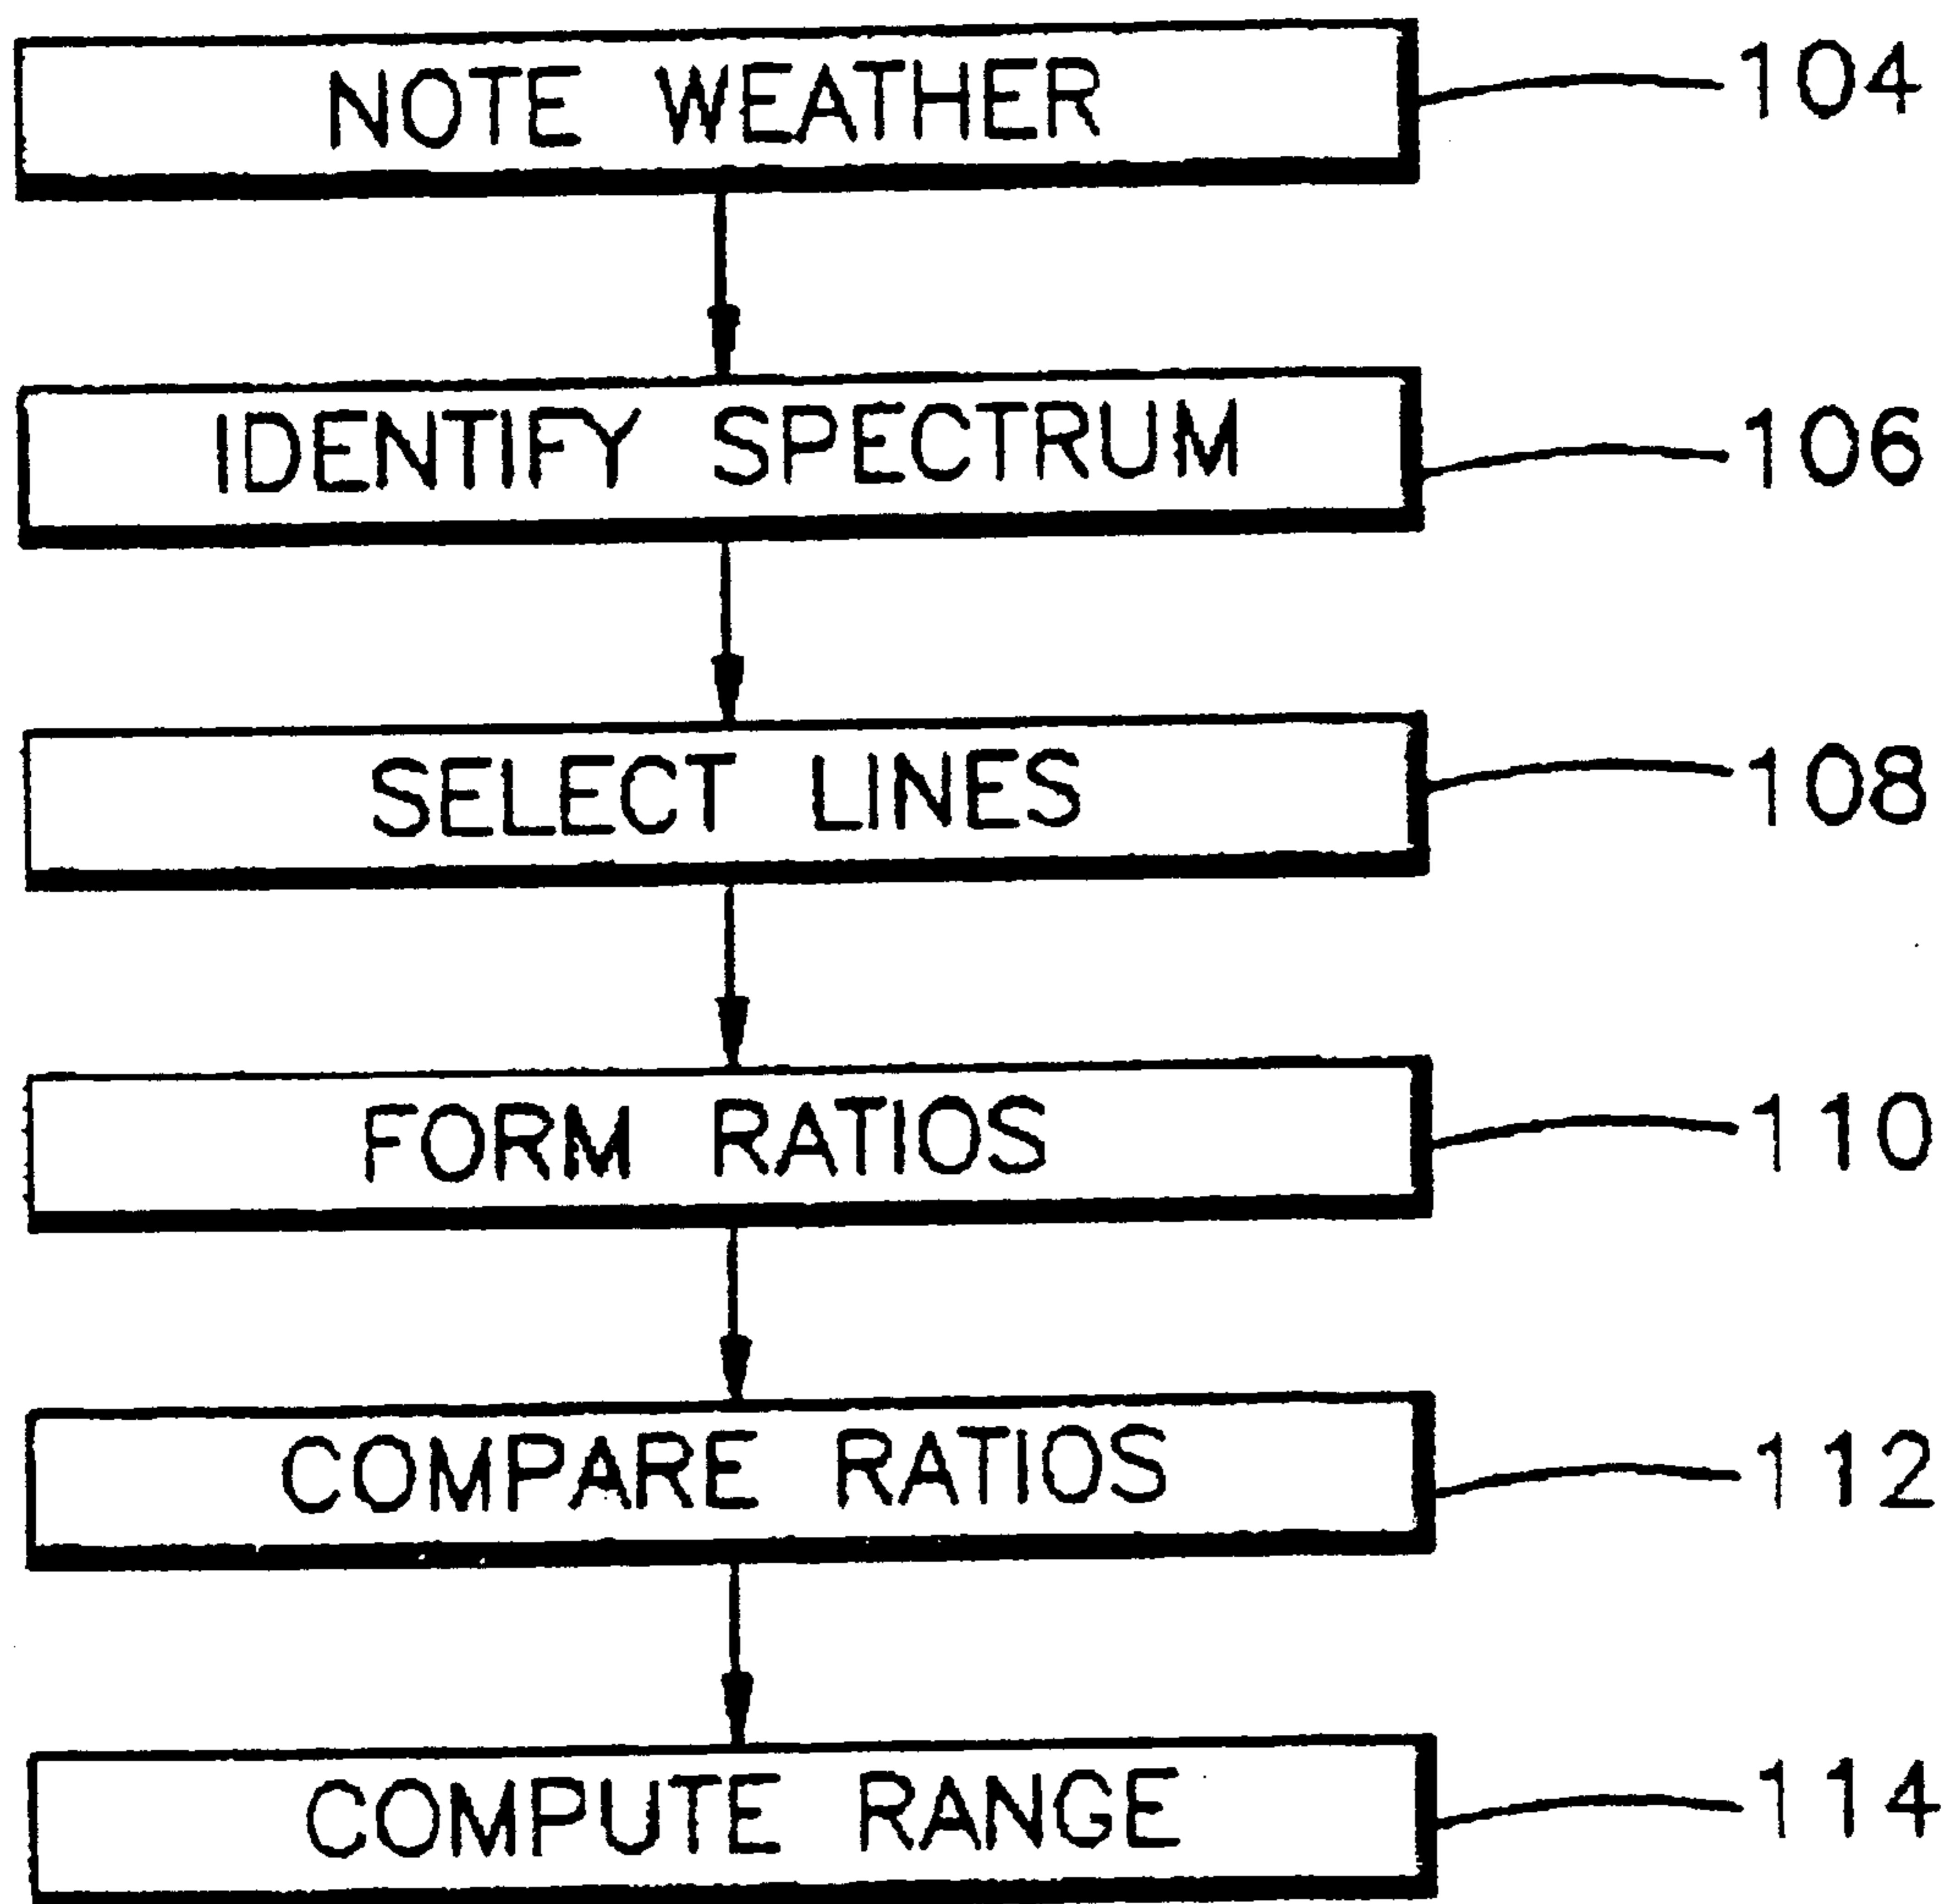 NOTE WEATHER 104
IDENTIFY SPECTRUM 106
SELECT LINES 108
FORM RATIOS 110
COMPARE RATIOS 112
COMPUTE RANGE 114